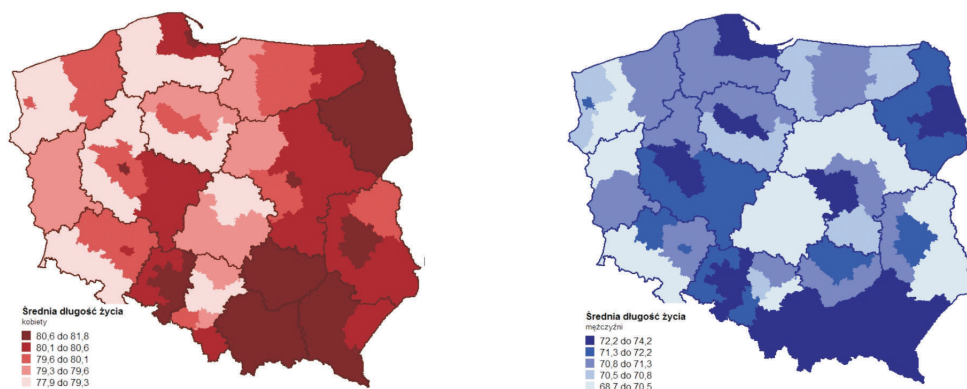 Średnia długość życia
kobiety
80,6 do 81,8
80,1 do 80,6
79,6 do 80,1
79,3 do 79,6
77,9 do 79,3
Średnia długość życia
mężczyźni
72,2 do 74,2
71,3 do 72,2
70,8 do 71,3
70,5 do 70,8
68,7 do 70,5